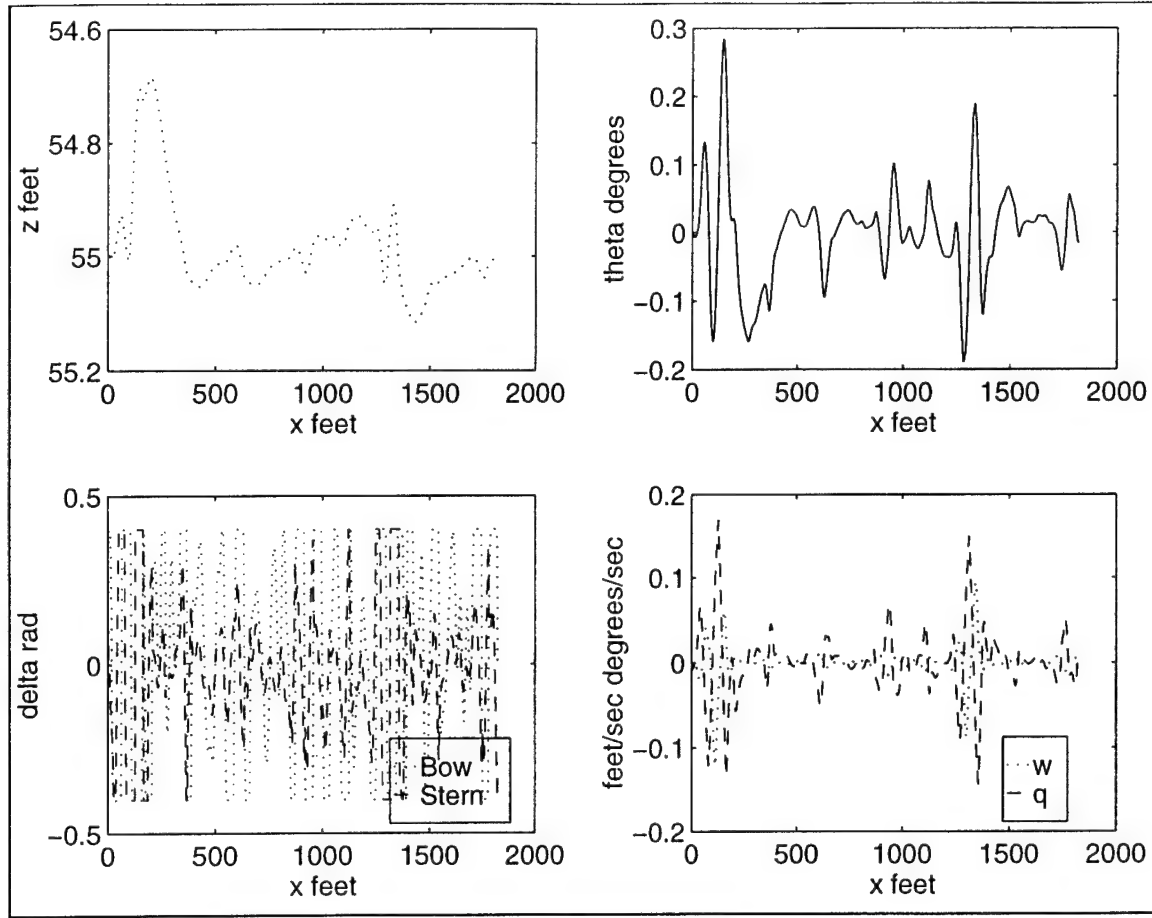 54.6
54.8
55
55.2
z feet
0 500 1000 1500 2000
x feet
0.3
0.2
0.1
0
−0.1
−0.2
theta degrees
0 500 1000 1500 2000
x feet
0.5
0
−0.5
delta rad
Bow
Stern
0 500 1000 1500 2000
x feet
0.2
0.1
0
−0.1
−0.2
feet/sec degrees/sec
w
q
0 500 1000 1500 2000
x feet